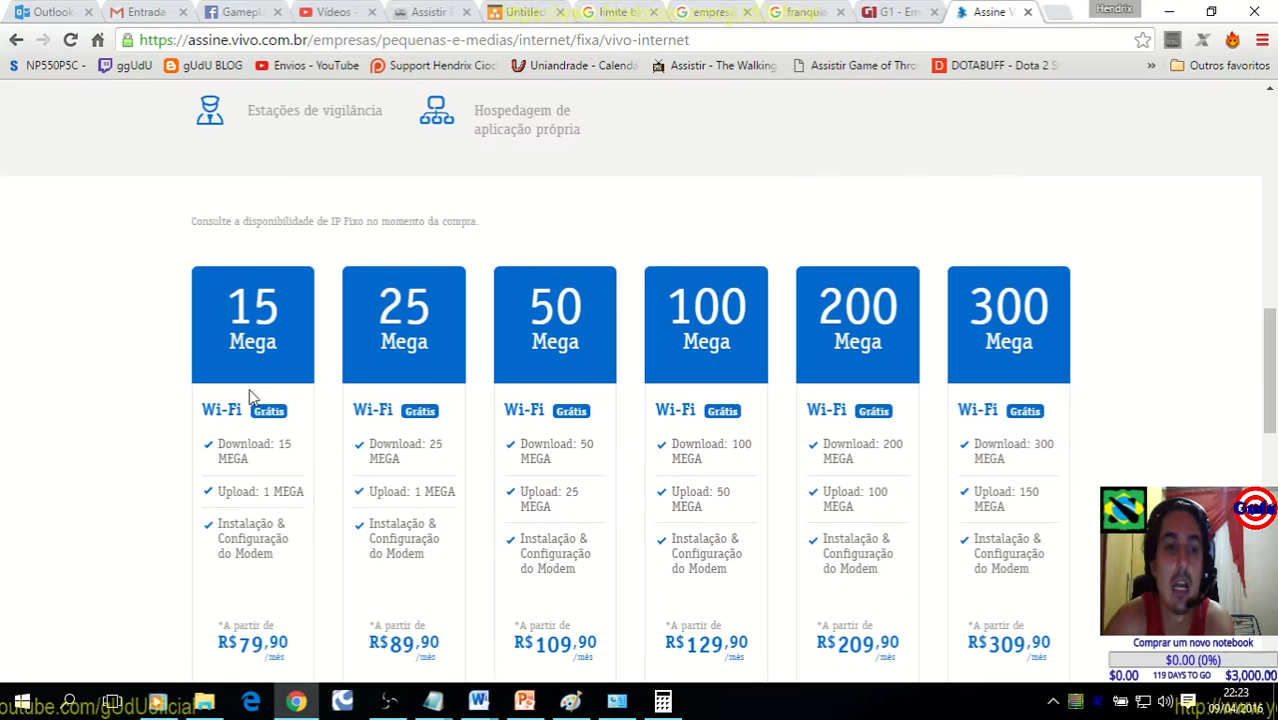 Outlook
Entrada
Gamepl
Vídeos -
Assistir
Untitled
limite b
empresa
franquia
G1 - Em
Assine V
Hendrix
https://assine.vivo.com.br/empresas/pequenas-e-medias/internet/fixa/vivo-internet
NP550P5C-
ggUdU
gUdU BLOG
Envios - YouTube
Support Hendrix Cioc
Uniandrade - Calenda
Assistir - The Walking
Assistir Game of Thro
DOTABUFF - Dota 2 S
»
Outros favoritos
Estações de vigilância
Hospedagem de
aplicação própria
Consulte a disponibilidade de IP Fixo no momento da compra.
15
Mega
Wi-Fi Grátis
Download: 15
MEGA
Upload: 1 MEGA
Instalação &
Configuração
do Modem
*A partir de
R$79,90
/mês
25
Mega
Wi-Fi Grátis
Download: 25
MEGA
Upload: 1 MEGA
Instalação &
Configuração
do Modem
*A partir de
R$89,90
/mês
50
Mega
Wi-Fi Grátis
Download: 50
MEGA
Upload: 25
MEGA
Instalação &
Configuração
do Modem
*A partir de
R$109,90
/mês
100
Mega
Wi-Fi Grátis
Download: 100
MEGA
Upload: 50
MEGA
Instalação &
Configuração
do Modem
*A partir de
R$129,90
/mês
200
Mega
Wi-Fi Grátis
Download: 200
MEGA
Upload: 100
MEGA
Instalação &
Configuração
do Modem
*A partir de
R$209,90
/mês
300
Mega
Wi-Fi Grátis
Download: 300
MEGA
Upload: 150
MEGA
Instalação &
Configuração
do Modem
*A partir de
R$309,90
/mês
Gudu
Comprar um novo notebook
$0.00 (0%)
$0.00 119 DAYS TO GO $3,000.00
outube.com/gUdUoficial
22:23
09/04/2016